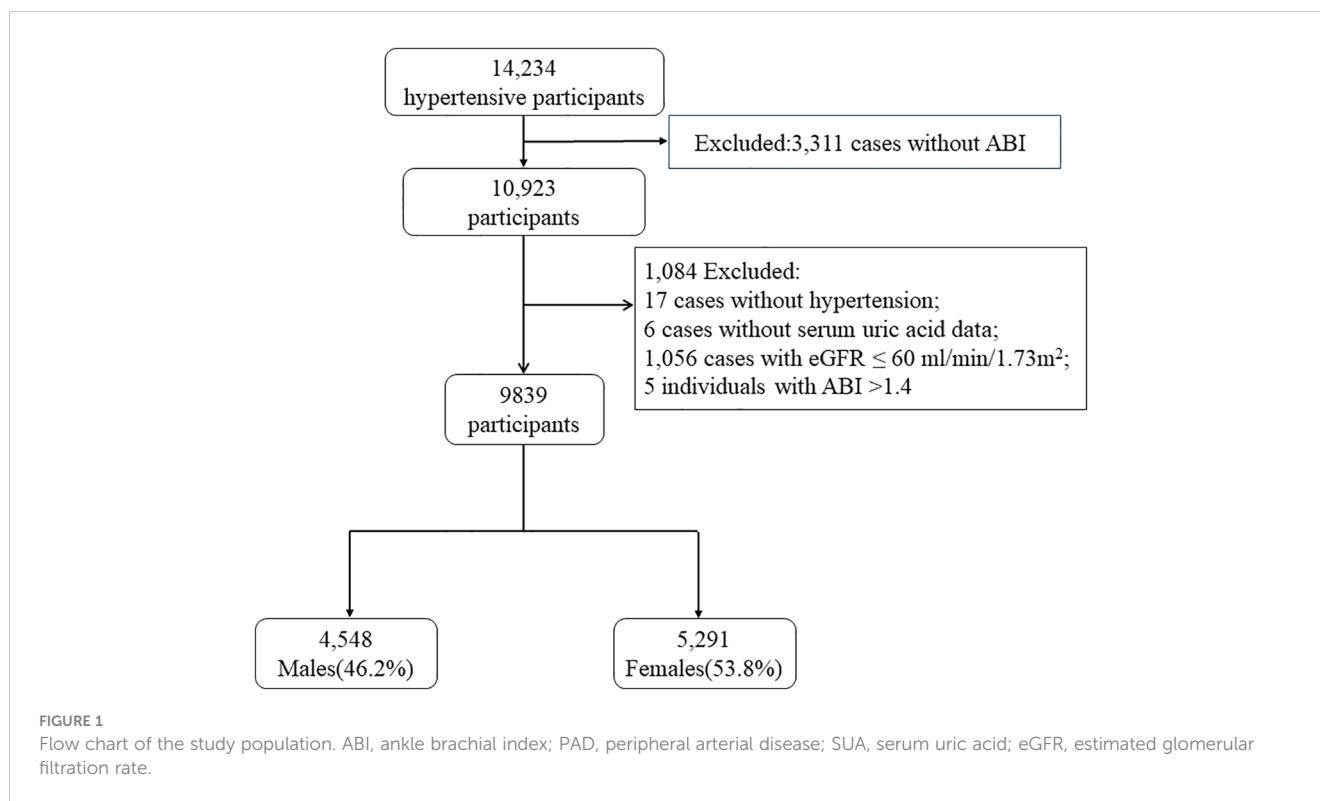 14,234
hypertensive participants
Excluded:3,311 cases without ABI
10,923
participants
1,084 Excluded:
17 cases without hypertension;
6 cases without serum uric acid data;
1,056 cases with eGFR ≤ 60 ml/min/1.73m²;
5 individuals with ABI >1.4
9839
participants
4,548
Males(46.2%)
5,291
Females(53.8%)
FIGURE 1
Flow chart of the study population. ABI, ankle brachial index; PAD, peripheral arterial disease; SUA, serum uric acid; eGFR, estimated glomerular
filtration rate.